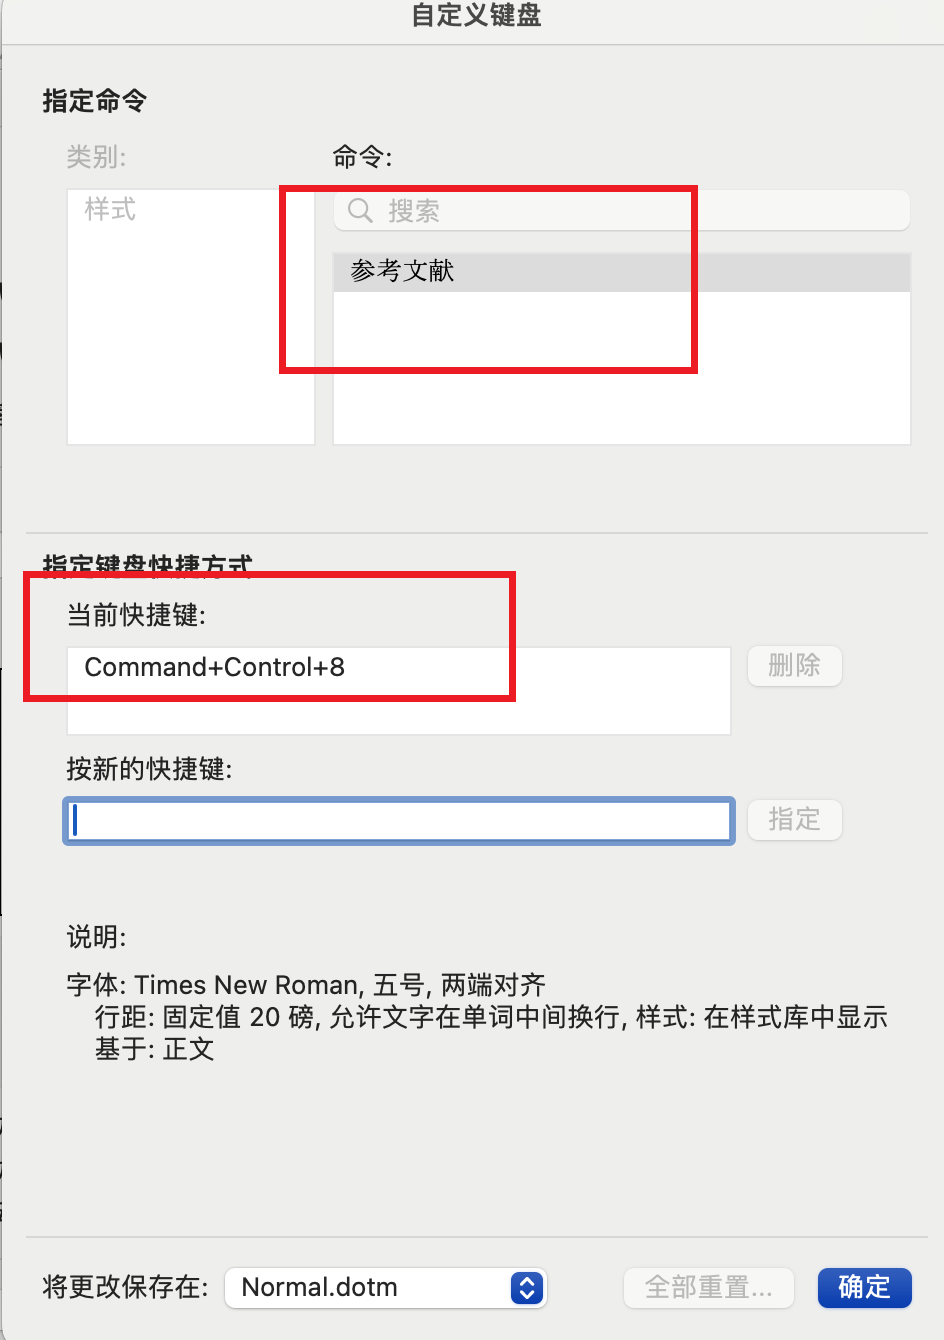 自定义键盘
指定命令
类别:
命令:
样式
搜索
参考文献
指定键盘快捷方式
当前快捷键:
Command+Control+8
删除
按新的快捷键:
指定
说明:
字体: Times New Roman, 五号, 两端对齐
行距: 固定值 20 磅, 允许文字在单词中间换行, 样式: 在样式库中显示
基于: 正文
将更改保存在:
Normal.dotm
全部重置...
确定